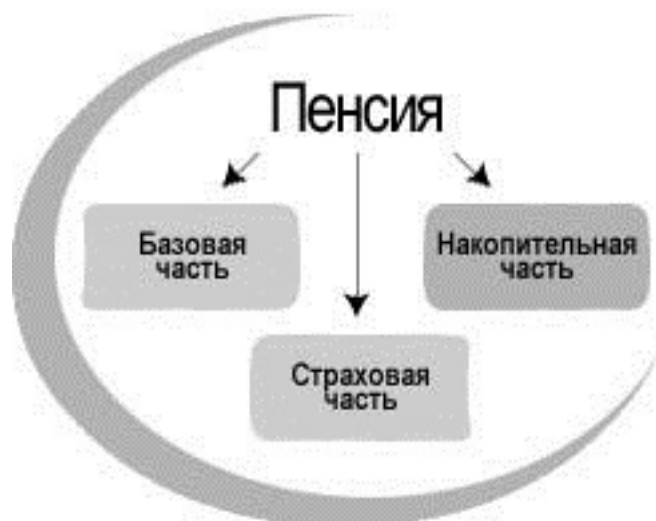 Пенсия
Базовая
часть
Накопительная
часть
Страховая
часть